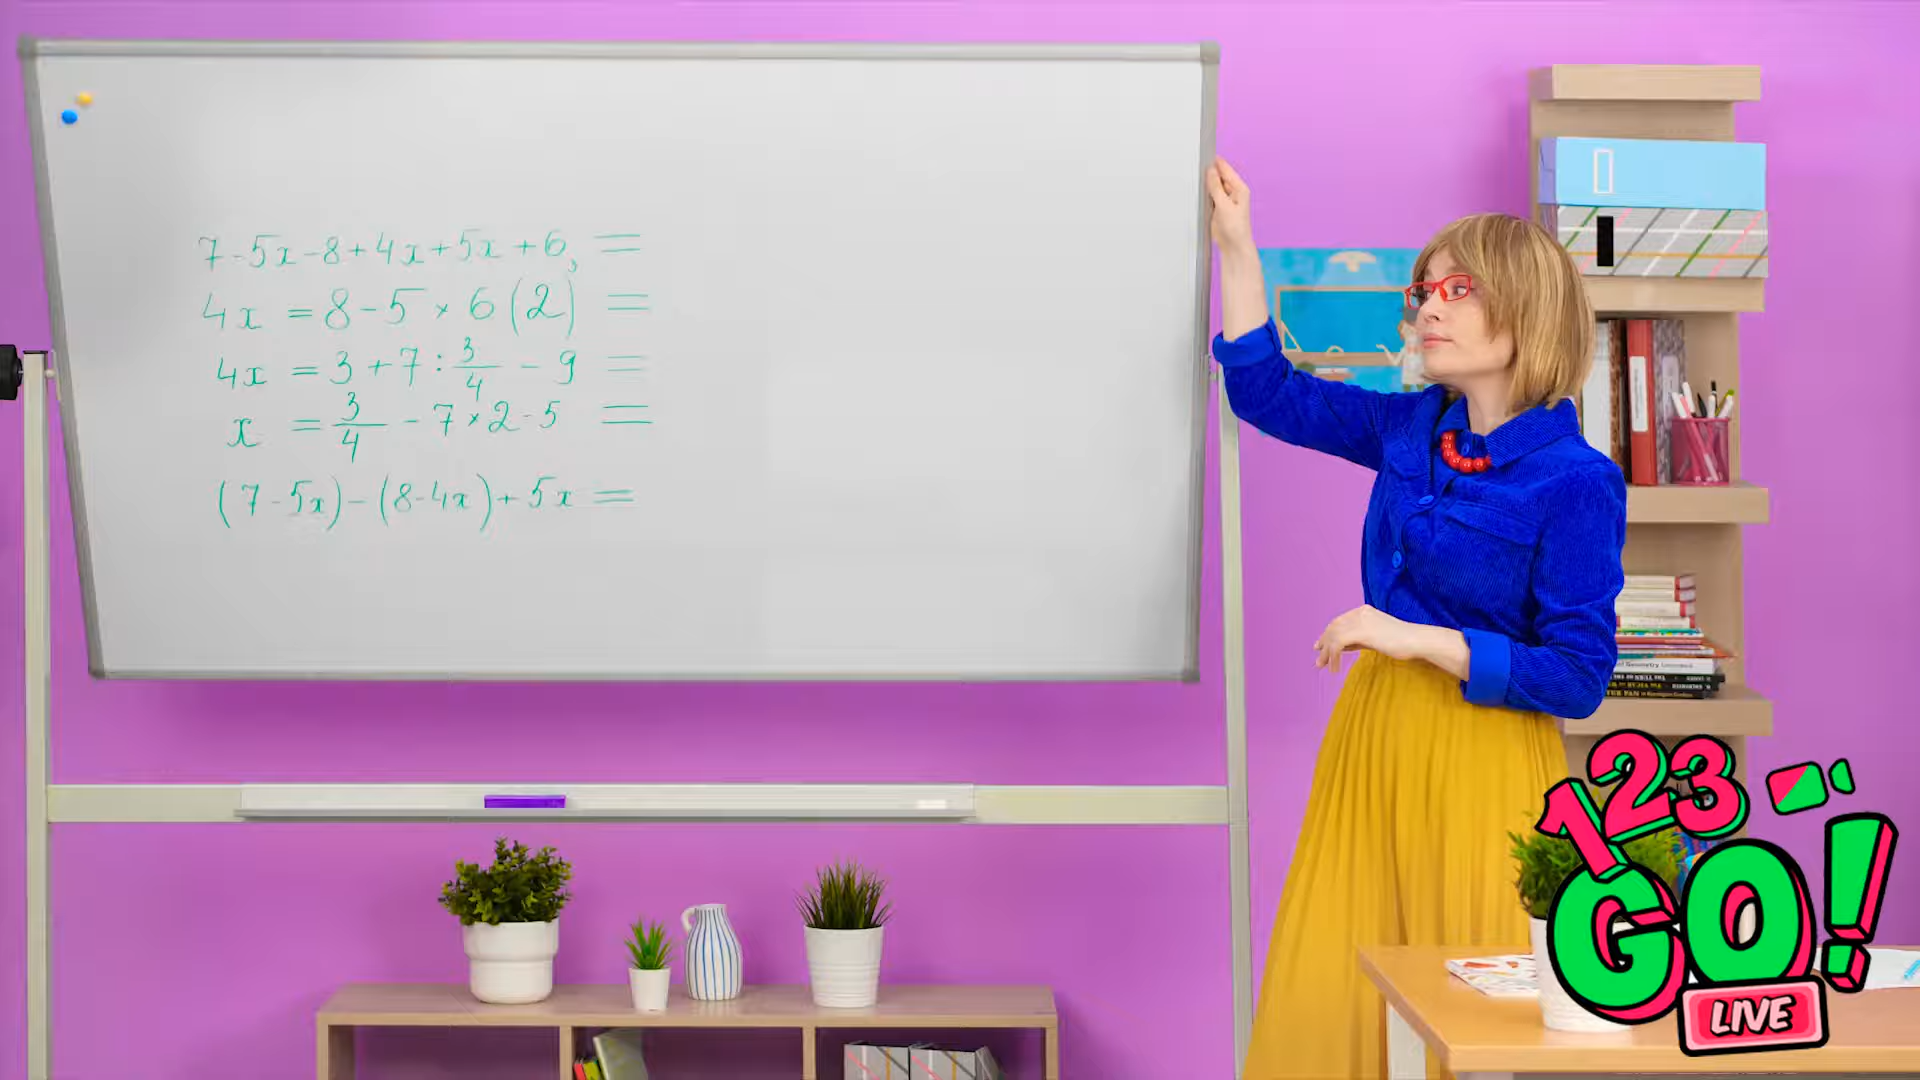 7-5x-8+4x+5x+6, =
4x = 8-5 × 6 (2) =
4x = 3+7 : 3/4 - 9 =
x = 3/4 - 7 × 2 - 5 =
(7-5x)-(8-4x)+5x =
123
GO!
LIVE